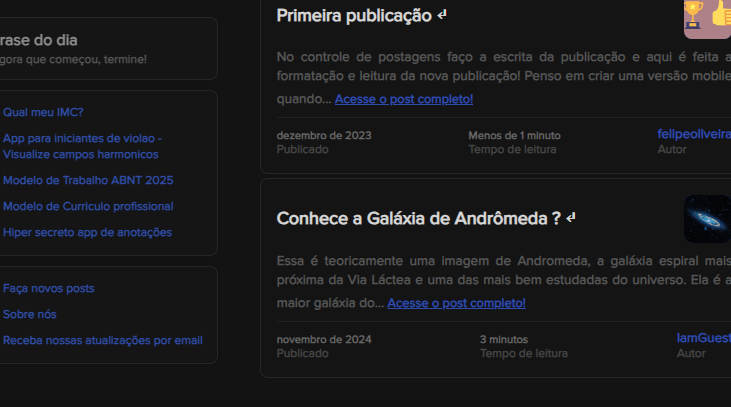 rase do dia
gora que começou, termine!
Qual meu IMC?
App para iniciantes de violao -
Visualize campos harmonicos
Modelo de Trabalho ABNT 2025
Modelo de Curriculo profissional
Hiper secreto app de anotações
Faça novos posts
Sobre nós
Receba nossas atualizações por email
Primeira publicação
No controle de postagens faço a escrita da publicação e aqui é feita a
formatação e leitura da nova publicação! Penso em criar uma versão mobile
quando... Acesse o post completo!
dezembro de 2023 Menos de 1 minuto felipeoliveira
Publicado Tempo de leitura Autor
Conhece a Galáxia de Andrômeda ?
Essa é teoricamente uma imagem de Andromeda, a galáxia espiral mais
próxima da Via Láctea e uma das mais bem estudadas do universo. Ela é a
maior galáxia do... Acesse o post completo!
novembro de 2024 3 minutos IamGuest
Publicado Tempo de leitura Autor